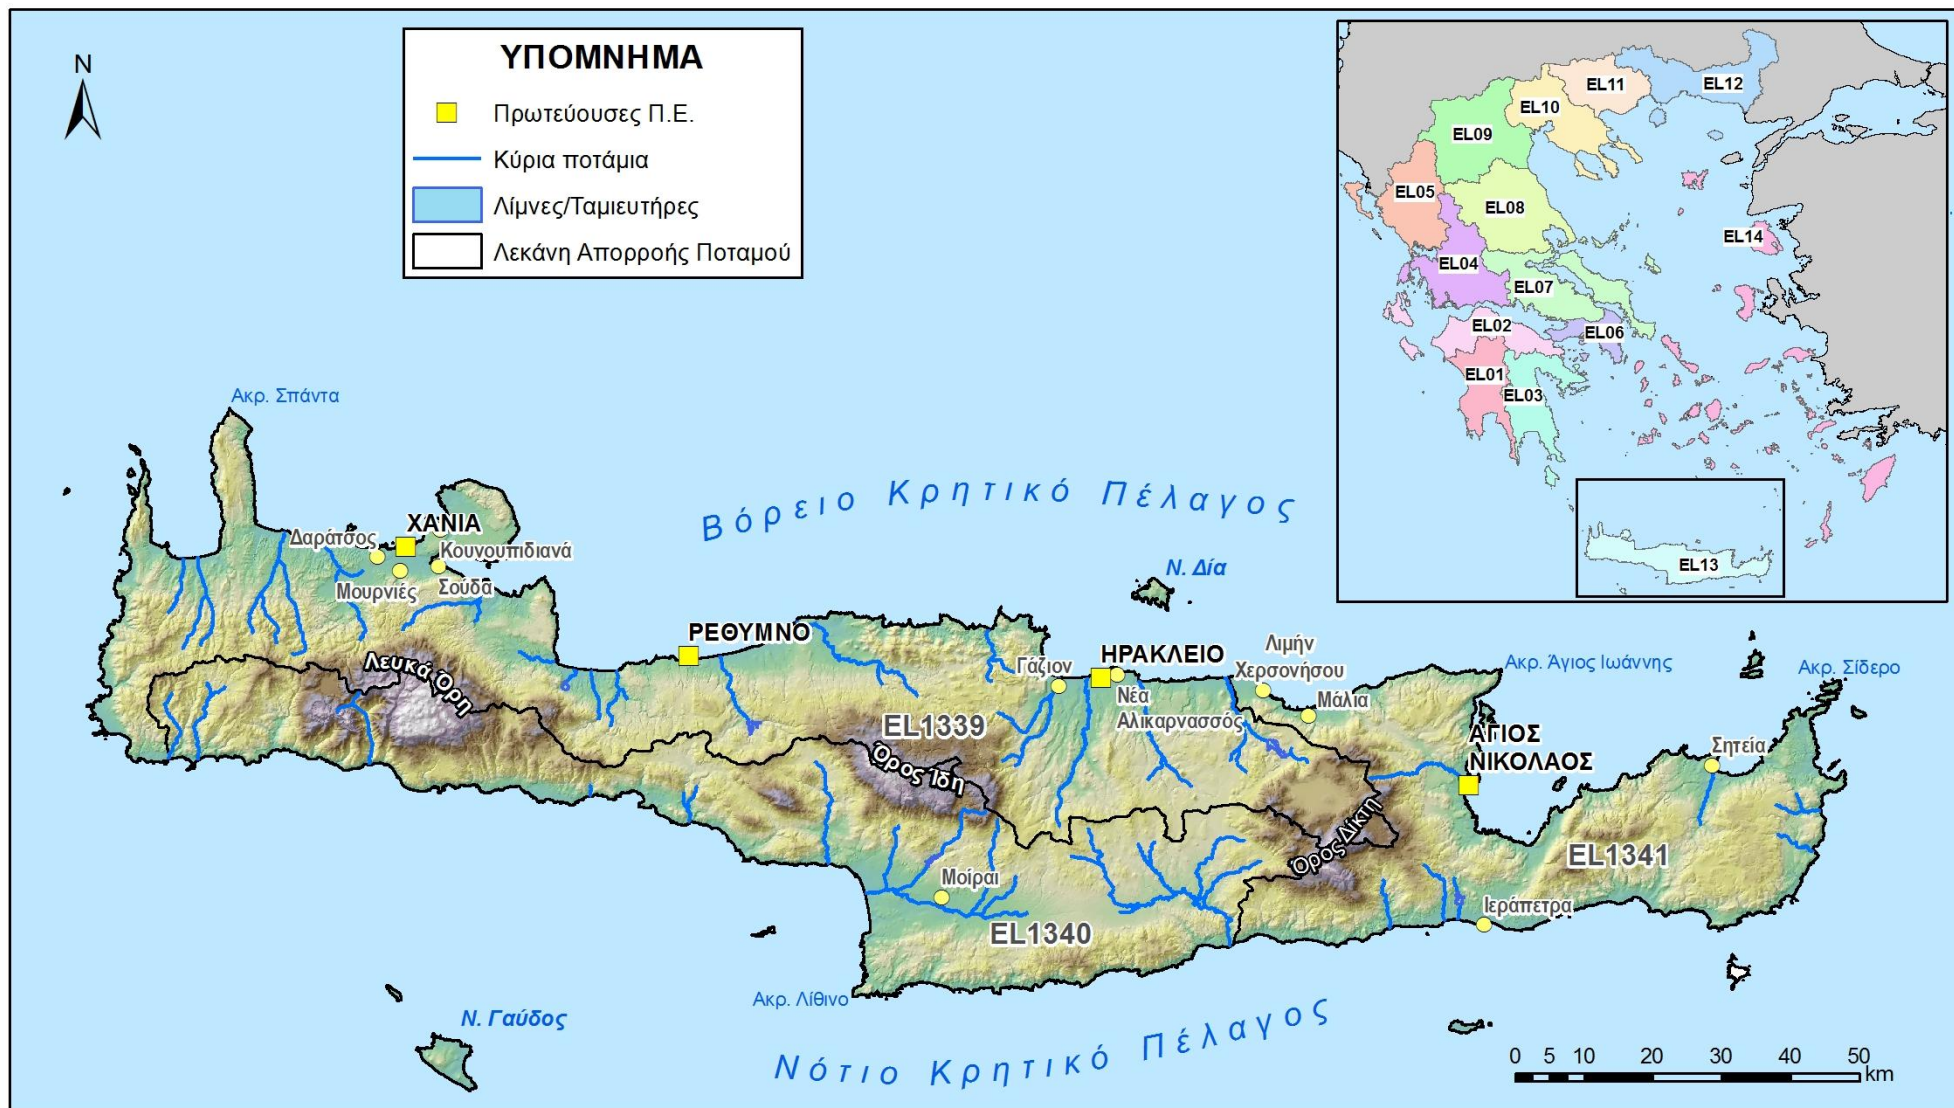 N
ΥΠΟΜΝΗΜΑ
Πρωτεύουσες Π.Ε.
Κύρια ποτάμια
Λίμνες/Ταμιευτήρες
Λεκάνη Απορροής Ποταμού
EL11
EL12
EL10
EL09
EL05
EL08
EL14
EL04
EL07
EL02
EL06
EL01
EL03
EL13
Ακρ. Σπάντα
Βόρειο Κρητικό Πέλαγος
ΧΑΝΙΑ
Δαράτσος
Κουνουπιδιανά
Μουρνιές
Σούδα
Ν. Δία
ΡΕΘΥΜΝΟ
Λευκά Όρη
Γάζιον
ΗΡΑΚΛΕΙΟ
Νέα
Αλικαρνασσός
Λιμήν
Χερσονήσου
Μάλια
Ακρ. Άγιος Ιωάννης
Ακρ. Σίδερο
EL1339
Όρος Ίδη
ΑΓΙΟΣ
ΝΙΚΟΛΑΟΣ
Σητεία
Όρος Δίκτη
EL1341
Μοίραι
Ιεράπετρα
EL1340
Ακρ. Λίθινο
Ν. Γαύδος
Νότιο Κρητικό Πέλαγος
0 5 10 20 30 40 50
km